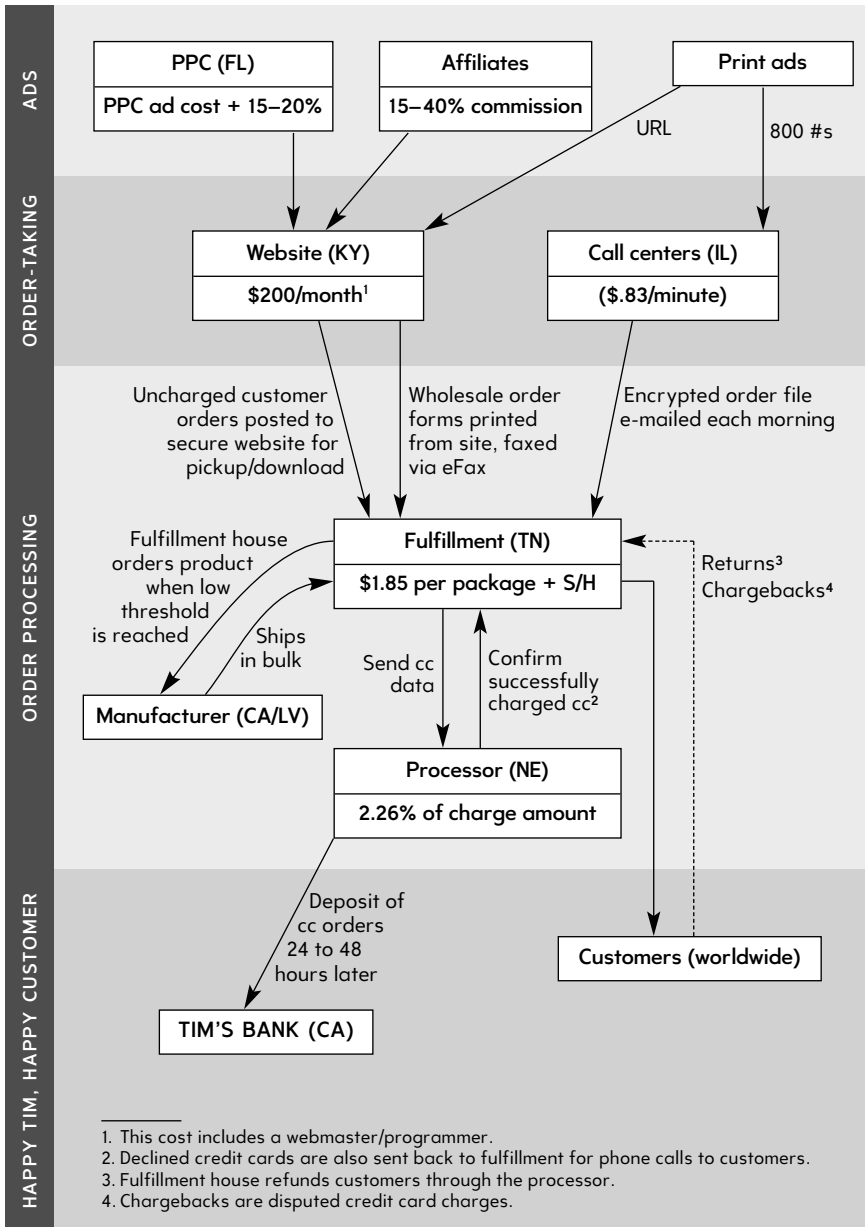 ADS
PPC (FL)
PPC ad cost + 15–20%
Affiliates
15–40% commission
Print ads
URL
800 #s
ORDER-TAKING
Website (KY)
$200/month¹
Call centers (IL)
($.83/minute)
ORDER PROCESSING
Uncharged customer
orders posted to
secure website for
pickup/download
Wholesale order
forms printed
from site, faxed
via eFax
Encrypted order file
e-mailed each morning
Fulfillment (TN)
$1.85 per package + S/H
Fulfillment house
orders product
when low
threshold
is reached
Ships
in bulk
Returns³
Chargebacks⁴
Send cc
data
Confirm
successfully
charged cc²
Manufacturer (CA/LV)
Processor (NE)
2.26% of charge amount
HAPPY TIM, HAPPY CUSTOMER
Deposit of
cc orders
24 to 48
hours later
Customers (worldwide)
TIM'S BANK (CA)
1. This cost includes a webmaster/programmer.
2. Declined credit cards are also sent back to fulfillment for phone calls to customers.
3. Fulfillment house refunds customers through the processor.
4. Chargebacks are disputed credit card charges.